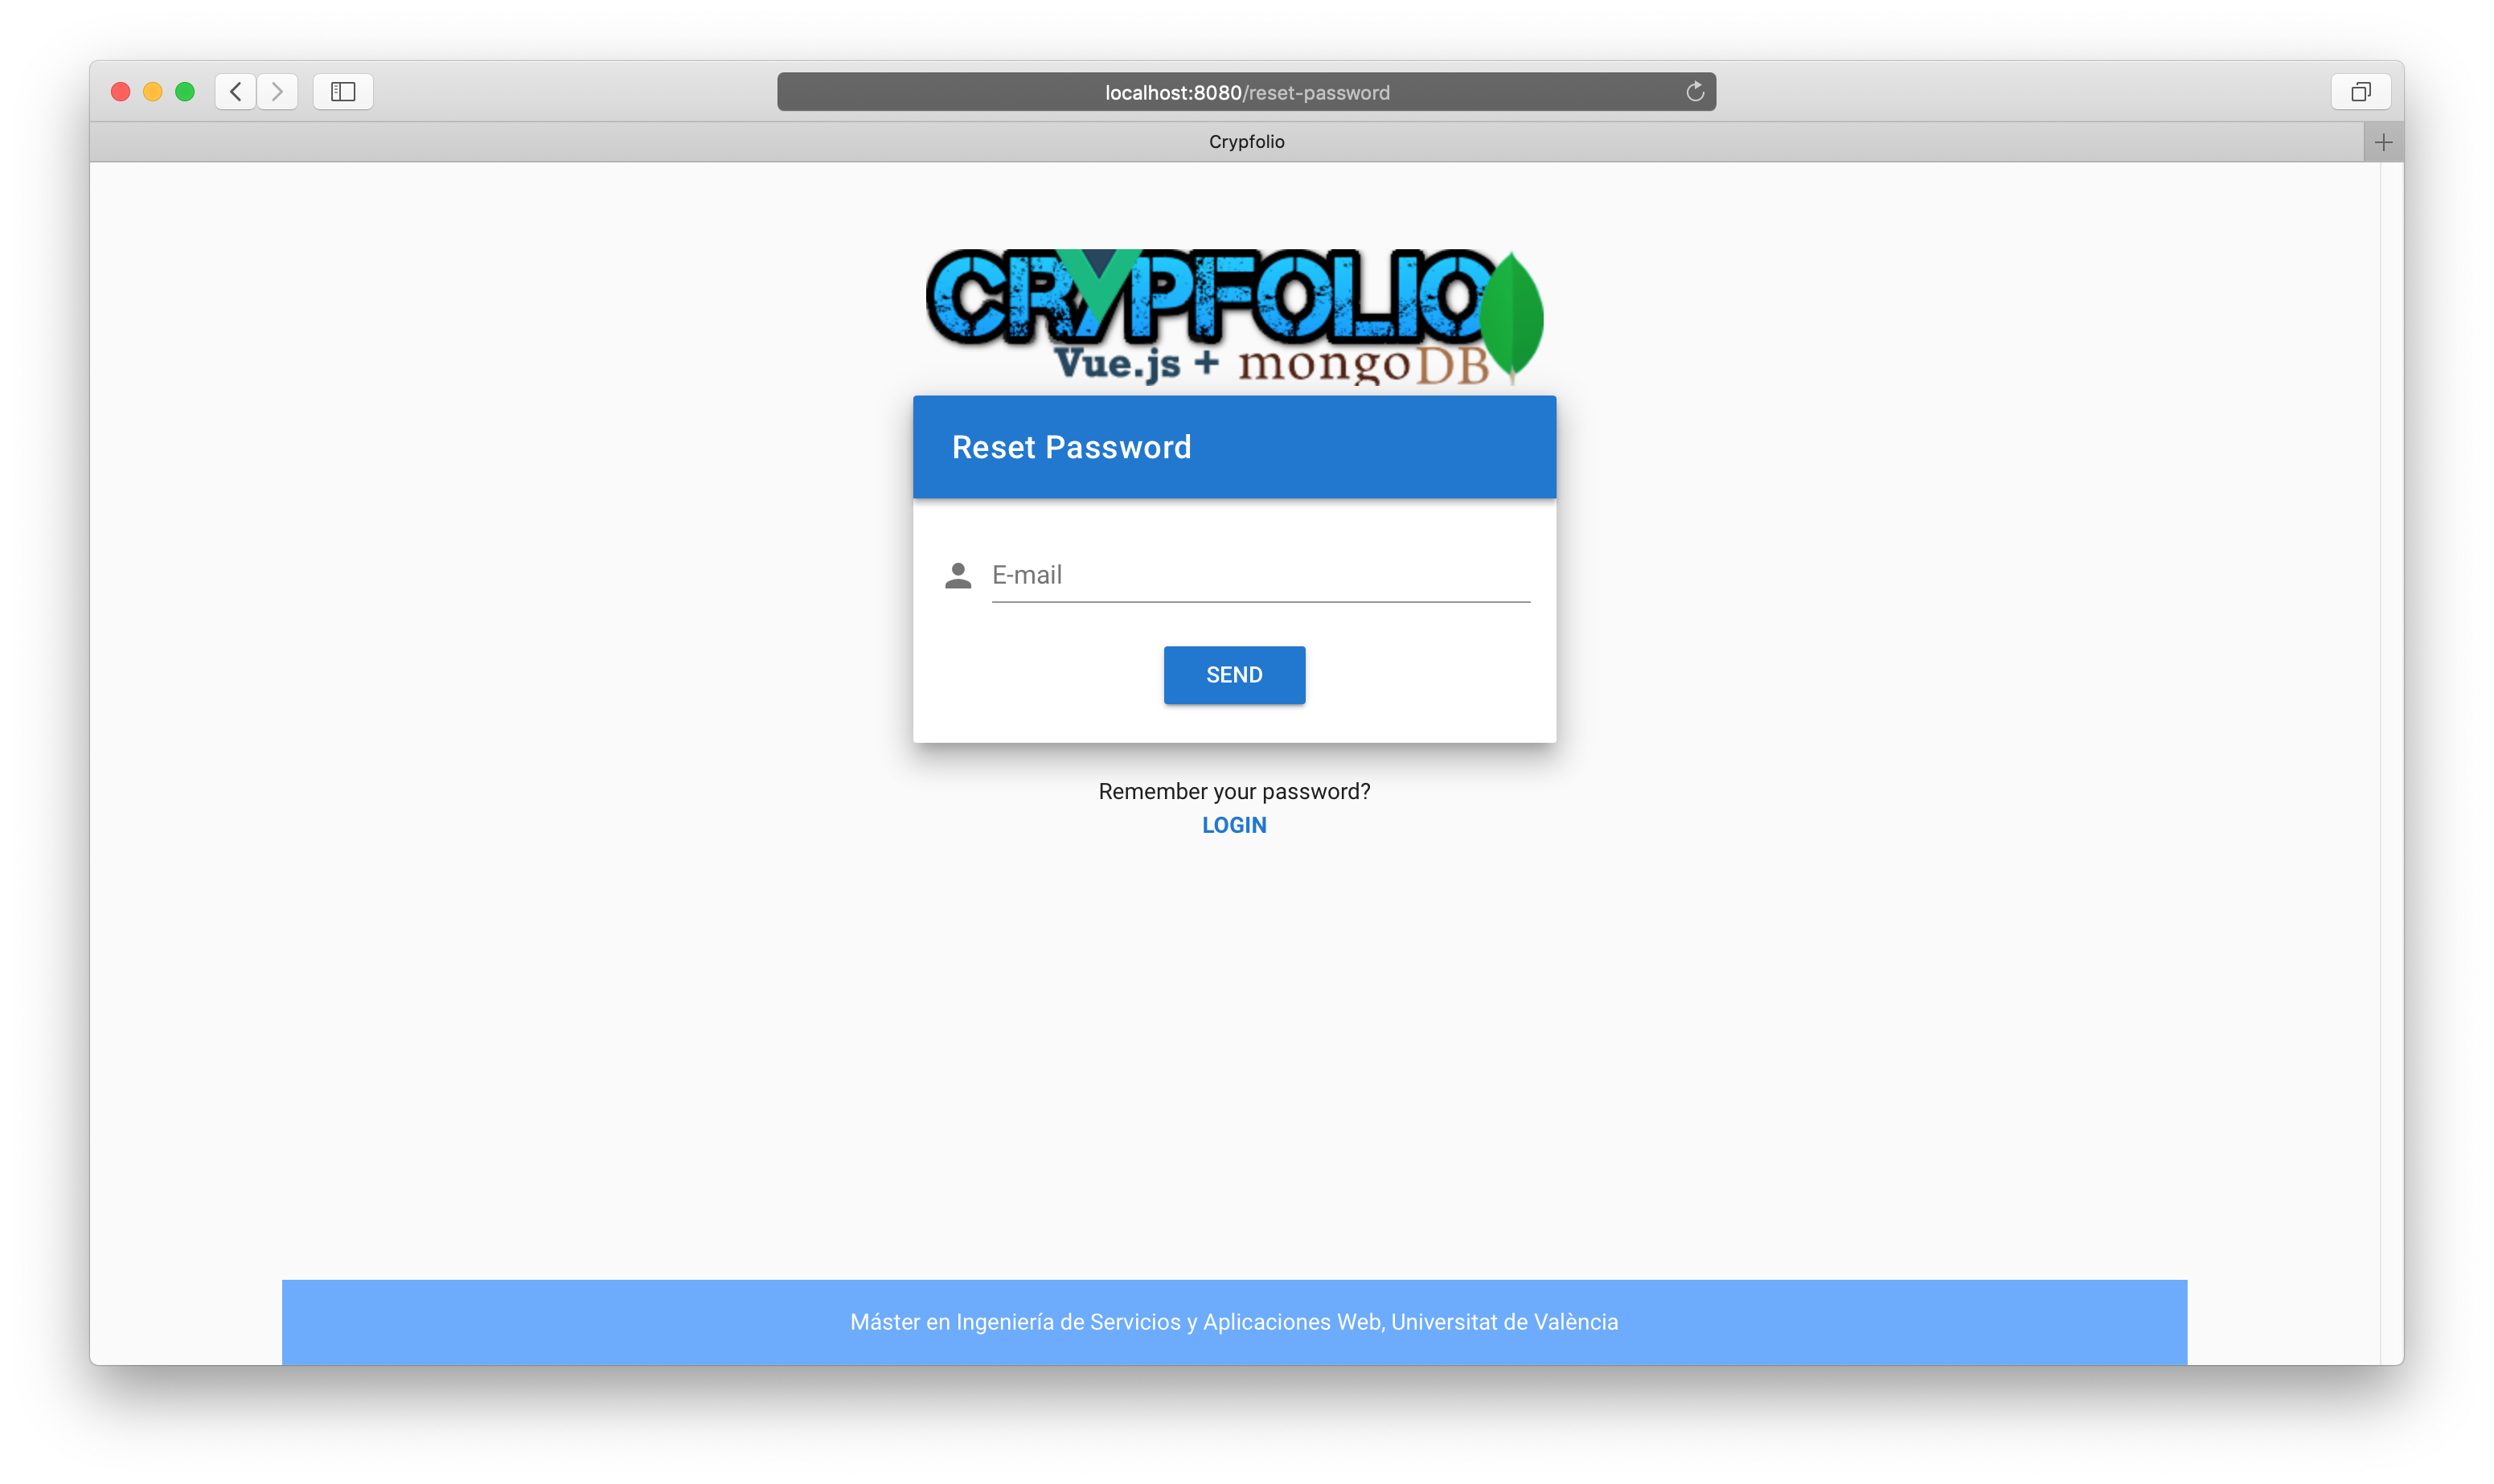 localhost:8080/reset-password
Crypfolio
CRYPFOLIO
Vue.js + mongoDB
Reset Password
E-mail
SEND
Remember your password?
LOGIN
Máster en Ingeniería de Servicios y Aplicaciones Web, Universitat de València